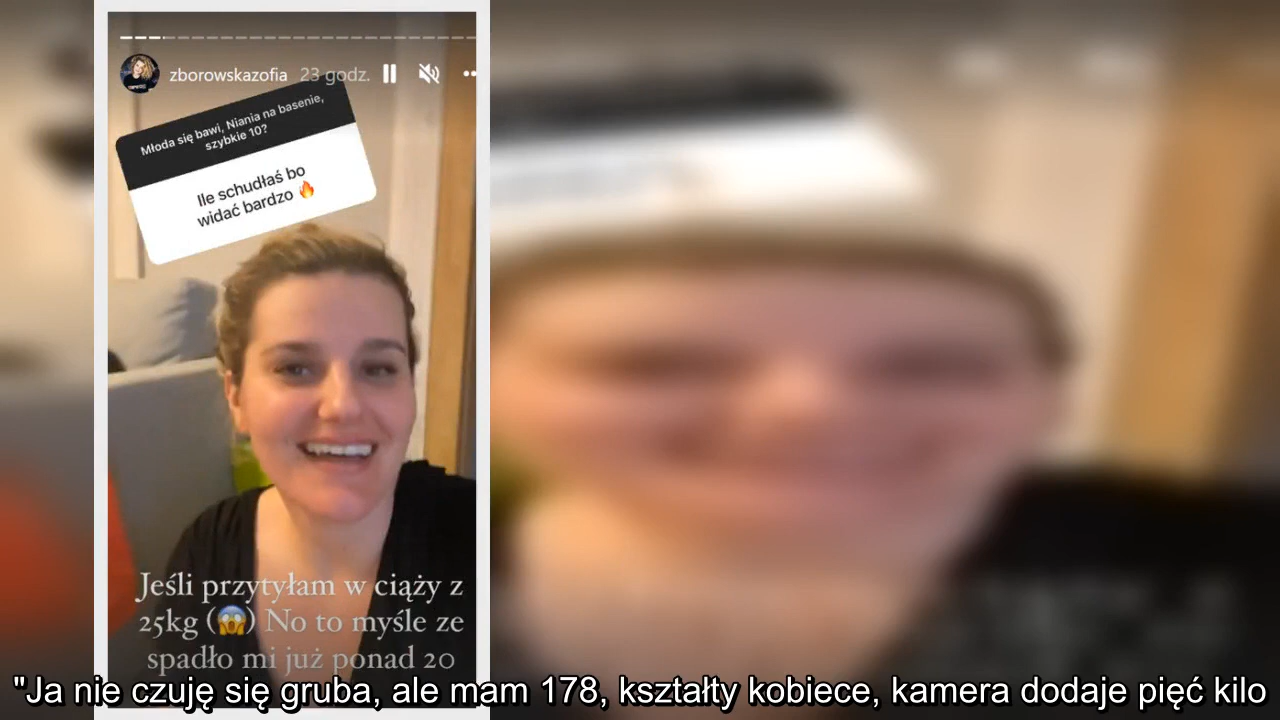 zborowskazofia 23 godz.
Młoda się bawi, Niania na basenie,
szybkie 10?
Ile schudłaś bo
widać bardzo 🔥
Jeśli przytyłam w ciąży z
25kg (😱) No to myśle ze
spadło mi już ponad 20
"Ja nie czuję się gruba, ale mam 178, kształty kobiece, kamera dodaje pięć kilo